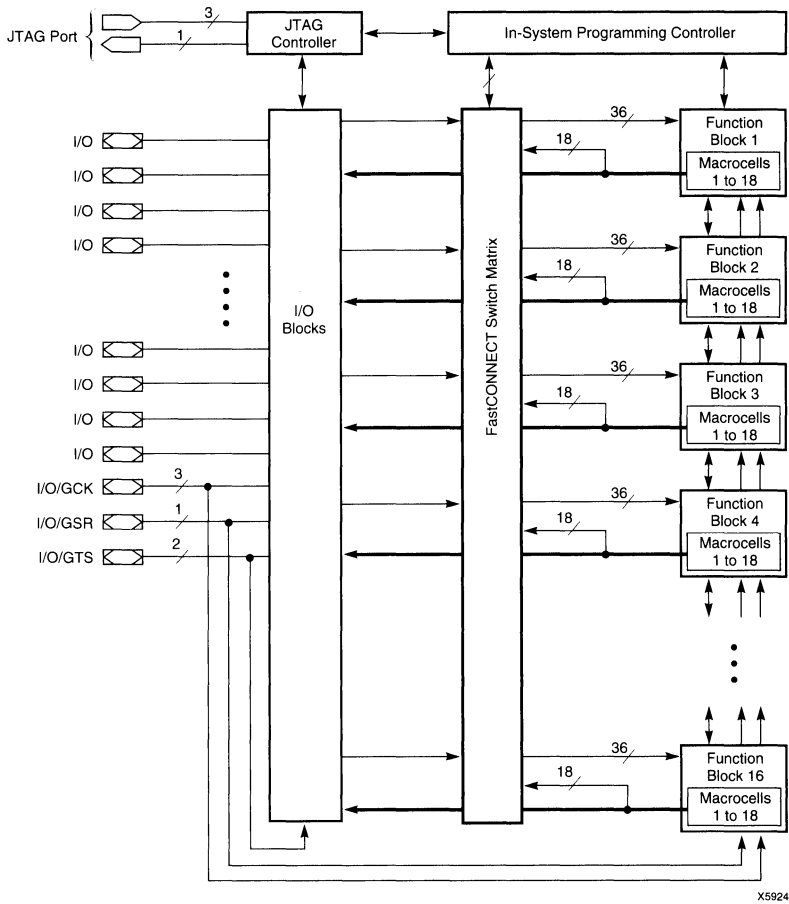 JTAG Port
3
1
JTAG
Controller
In-System Programming Controller
I/O
I/O
I/O
I/O
I/O
I/O
I/O
I/O
I/O/GCK
3
I/O/GSR
1
I/O/GTS
2
I/O
Blocks
FastCONNECT Switch Matrix
36
18
Function
Block 1
Macrocells
1 to 18
36
18
Function
Block 2
Macrocells
1 to 18
36
18
Function
Block 3
Macrocells
1 to 18
36
18
Function
Block 4
Macrocells
1 to 18
36
18
Function
Block 16
Macrocells
1 to 18
X5924